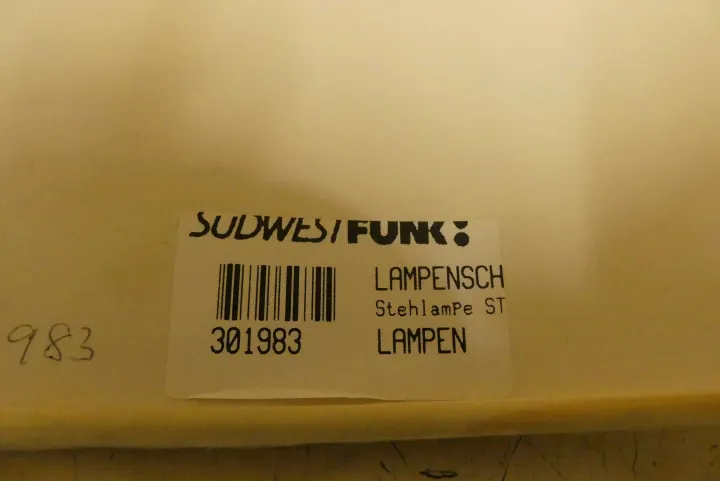 SÜDWESTFUNK:
LAMPENSCH
Stehlampe ST
301983
LAMPEN
983